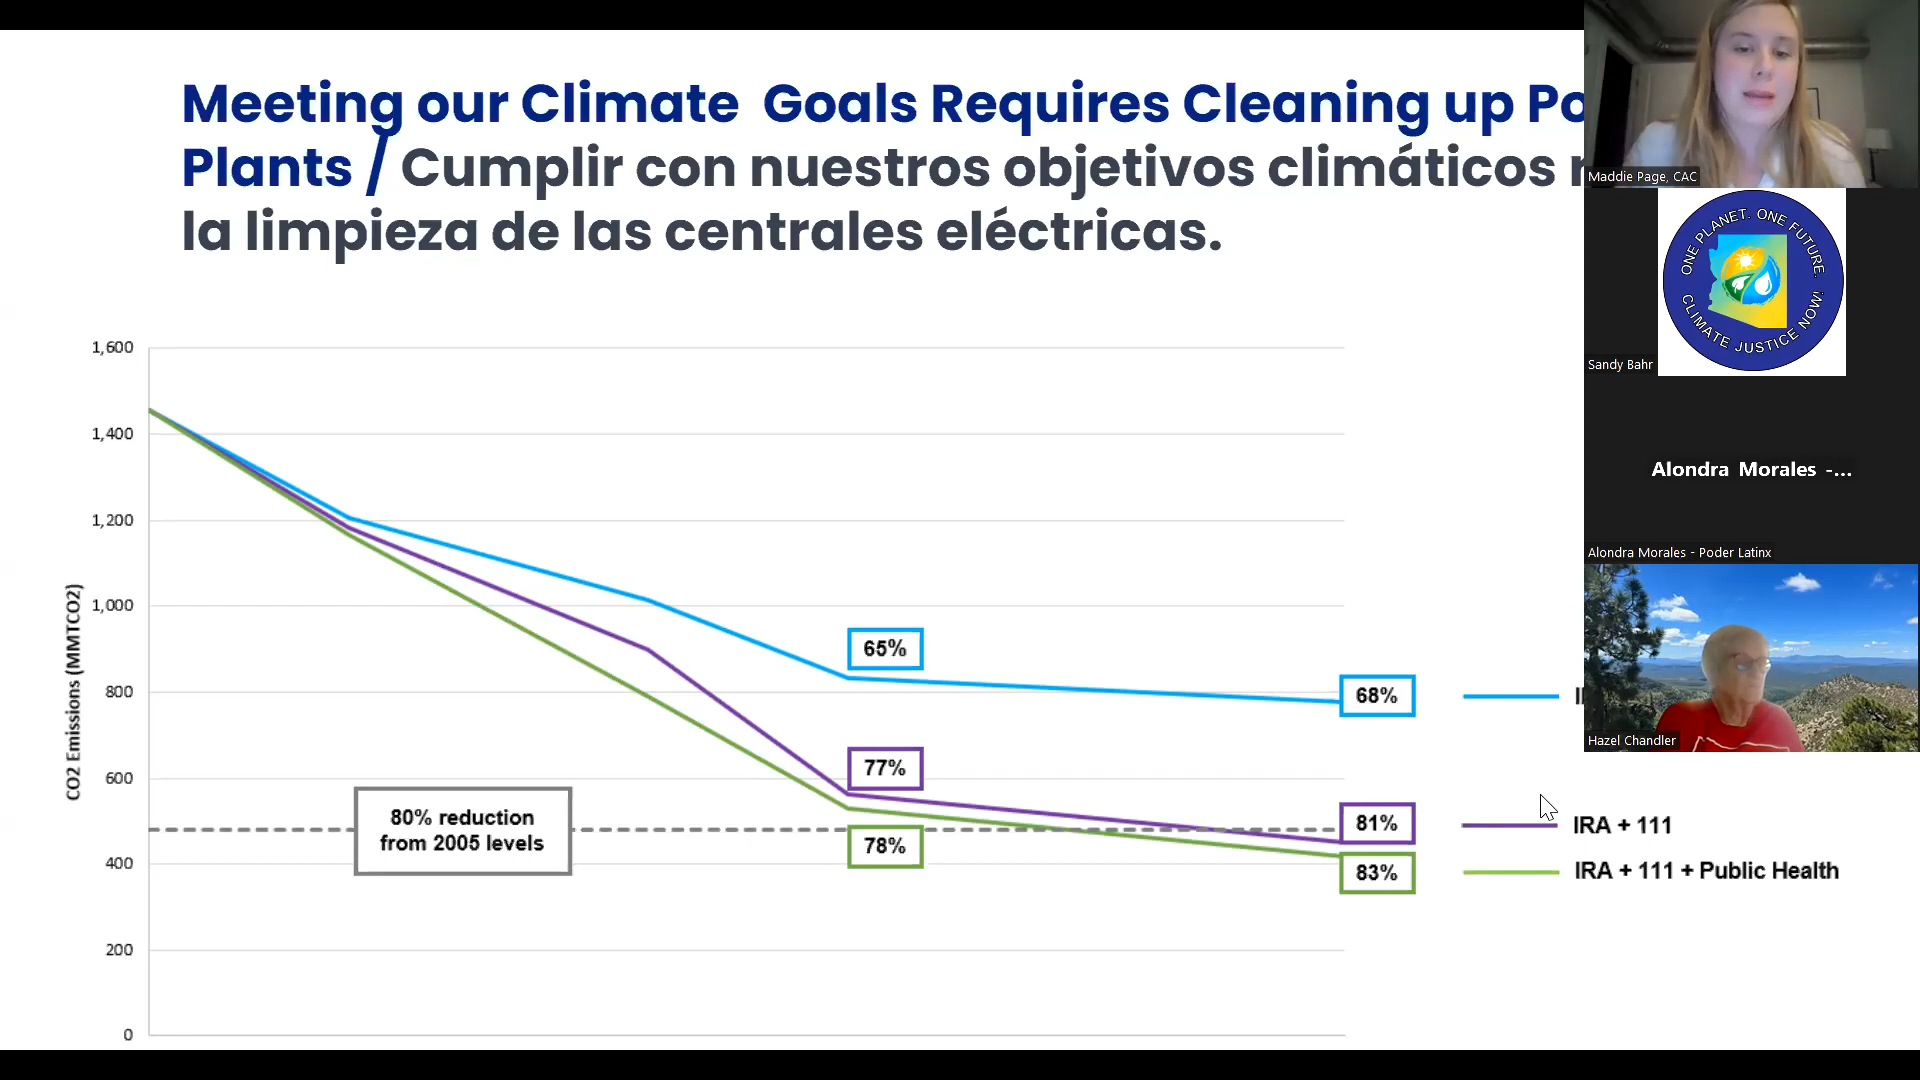 Meeting our Climate Goals Requires Cleaning up
Plants / Cumplir con nuestros objetivos climáticos
la limpieza de las centrales eléctricas.
1,600
1,400
1,200
1,000
800
600
400
200
0
CO2 Emissions (MMTCO2)
80% reduction
from 2005 levels
65%
77%
78%
68%
81%
83%
IRA + 111
IRA + 111 + Public Health
Maddie Page, CAC
ONE PLANET. ONE FUTURE.
CLIMATE JUSTICE NOW!
Sandy Bahr
Alondra Morales -...
Alondra Morales - Poder Latinx
Hazel Chandler